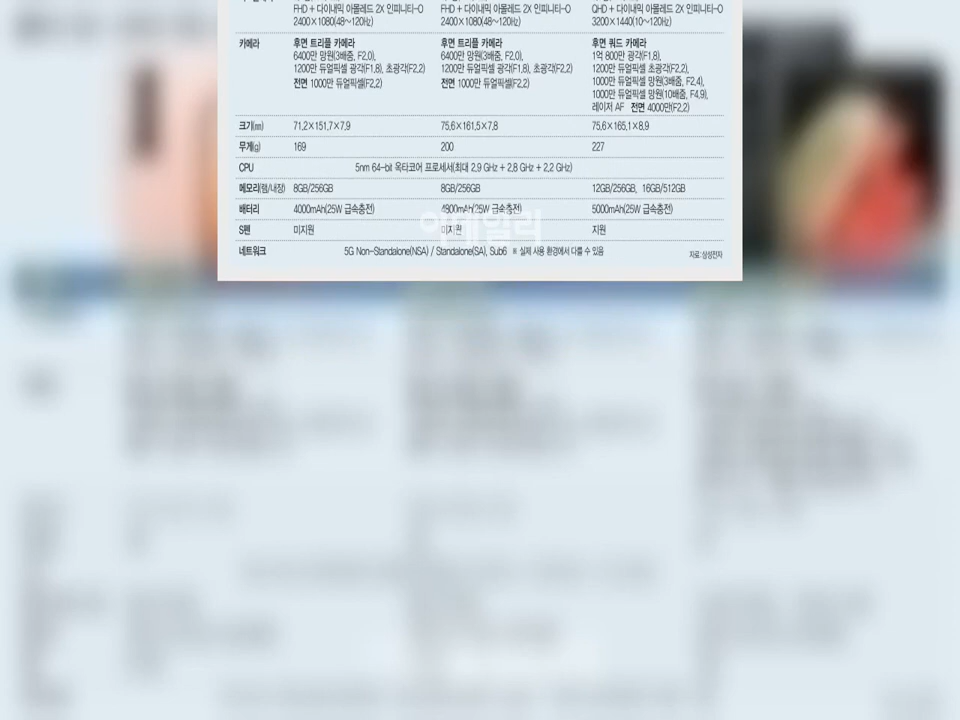 FHD + 다이내믹 아몰레드 2X 인피니티-O FHD + 다이내믹 아몰레드 2X 인피니티-O QHD + 다이내믹 아몰레드 2X 인피니티-O
2400×1080(48~120Hz) 2400×1080(48~120Hz) 3200×1440(10~120Hz)
카메라 후면 트리플 카메라 후면 트리플 카메라 후면 쿼드 카메라
6400만 망원(3배줌, F2.0), 6400만 망원(3배줌, F2.0), 1억 800만 광각(F1.8),
1200만 듀얼픽셀 광각(F1.8), 초광각(F2.2) 1200만 듀얼픽셀 광각(F1.8), 초광각(F2.2) 1200만 듀얼픽셀 초광각(F2.2),
전면 1000만 듀얼픽셀(F2.2) 전면 1000만 듀얼픽셀(F2.2) 1000만 듀얼픽셀 망원(3배줌, F2.4),
1000만 듀얼픽셀 망원(10배줌, F4.9),
레이저 AF 전면 4000만(F2.2)
크기(㎜) 71.2×151.7×7.9 75.6×161.5×7.8 75.6×165.1×8.9
무게(g) 169 200 227
CPU 5nm 64-bit 옥타코어 프로세서(최대 2.9 GHz + 2.8 GHz + 2.2 GHz)
메모리(램/내장) 8GB/256GB 8GB/256GB 12GB/256GB, 16GB/512GB
배터리 4000mAh(25W 급속충전) 4800mAh(25W 급속충전) 5000mAh(25W 급속충전)
S펜 미지원 미지원 지원
이데일리
네트워크 5G Non-Standalone(NSA) / Standalone(SA), Sub6 ※ 실제 사용 환경에서 다를 수 있음 자료:삼성전자